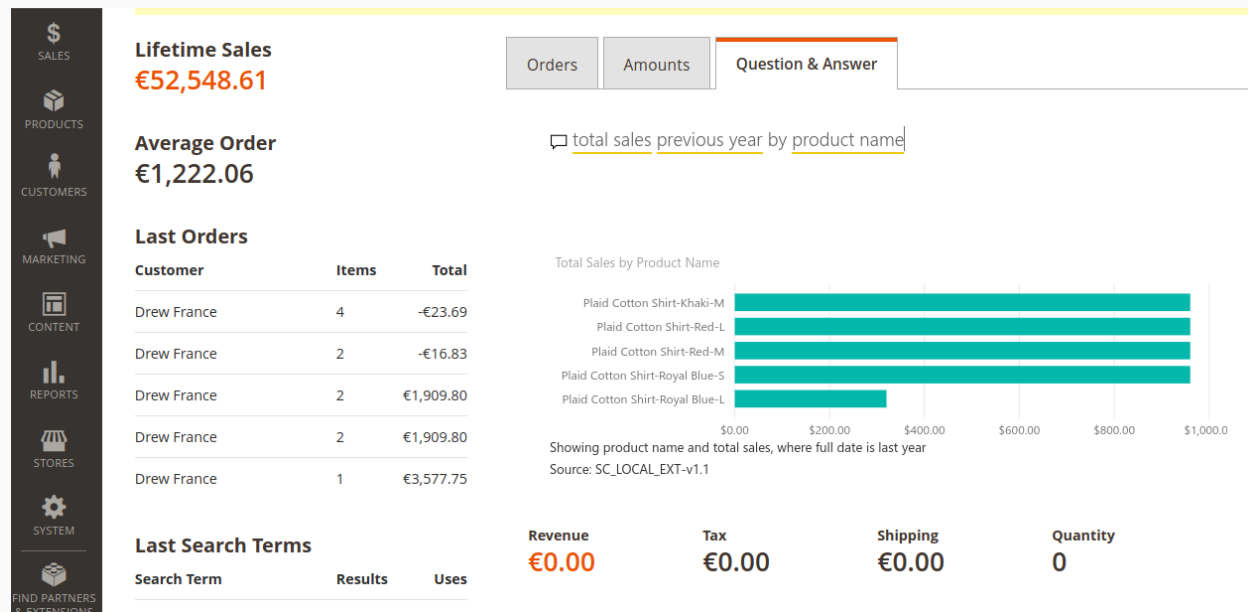 SALES
PRODUCTS
CUSTOMERS
MARKETING
CONTENT
REPORTS
STORES
SYSTEM
FIND PARTNERS
& EXTENSIONS
Lifetime Sales
€52,548.61
Average Order
€1,222.06
Last Orders
Customer Items Total
Drew France 4 -€23.69
Drew France 2 -€16.83
Drew France 2 €1,909.80
Drew France 2 €1,909.80
Drew France 1 €3,577.75
Last Search Terms
Search Term Results Uses
Orders Amounts Question & Answer
total sales previous year by product name
Total Sales by Product Name
Plaid Cotton Shirt-Khaki-M
Plaid Cotton Shirt-Red-L
Plaid Cotton Shirt-Red-M
Plaid Cotton Shirt-Royal Blue-S
Plaid Cotton Shirt-Royal Blue-L
$0.00 $200.00 $400.00 $600.00 $800.00 $1,000.0
Showing product name and total sales, where full date is last year
Source: SC_LOCAL_EXT-v1.1
Revenue Tax Shipping Quantity
€0.00 €0.00 €0.00 0